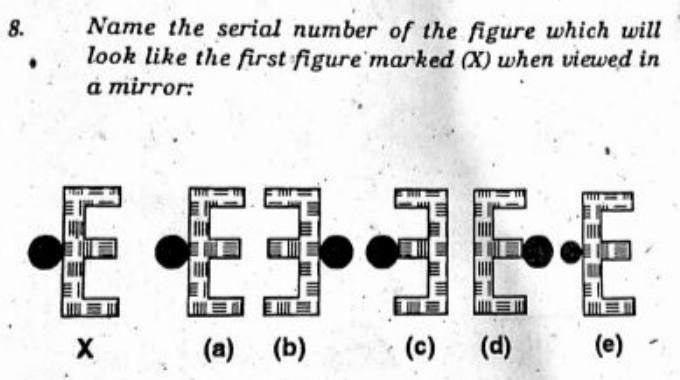 8. Name the serial number of the figure which will
look like the first figure marked (X) when viewed in
a mirror:
X (a) (b) (c) (d) (e)